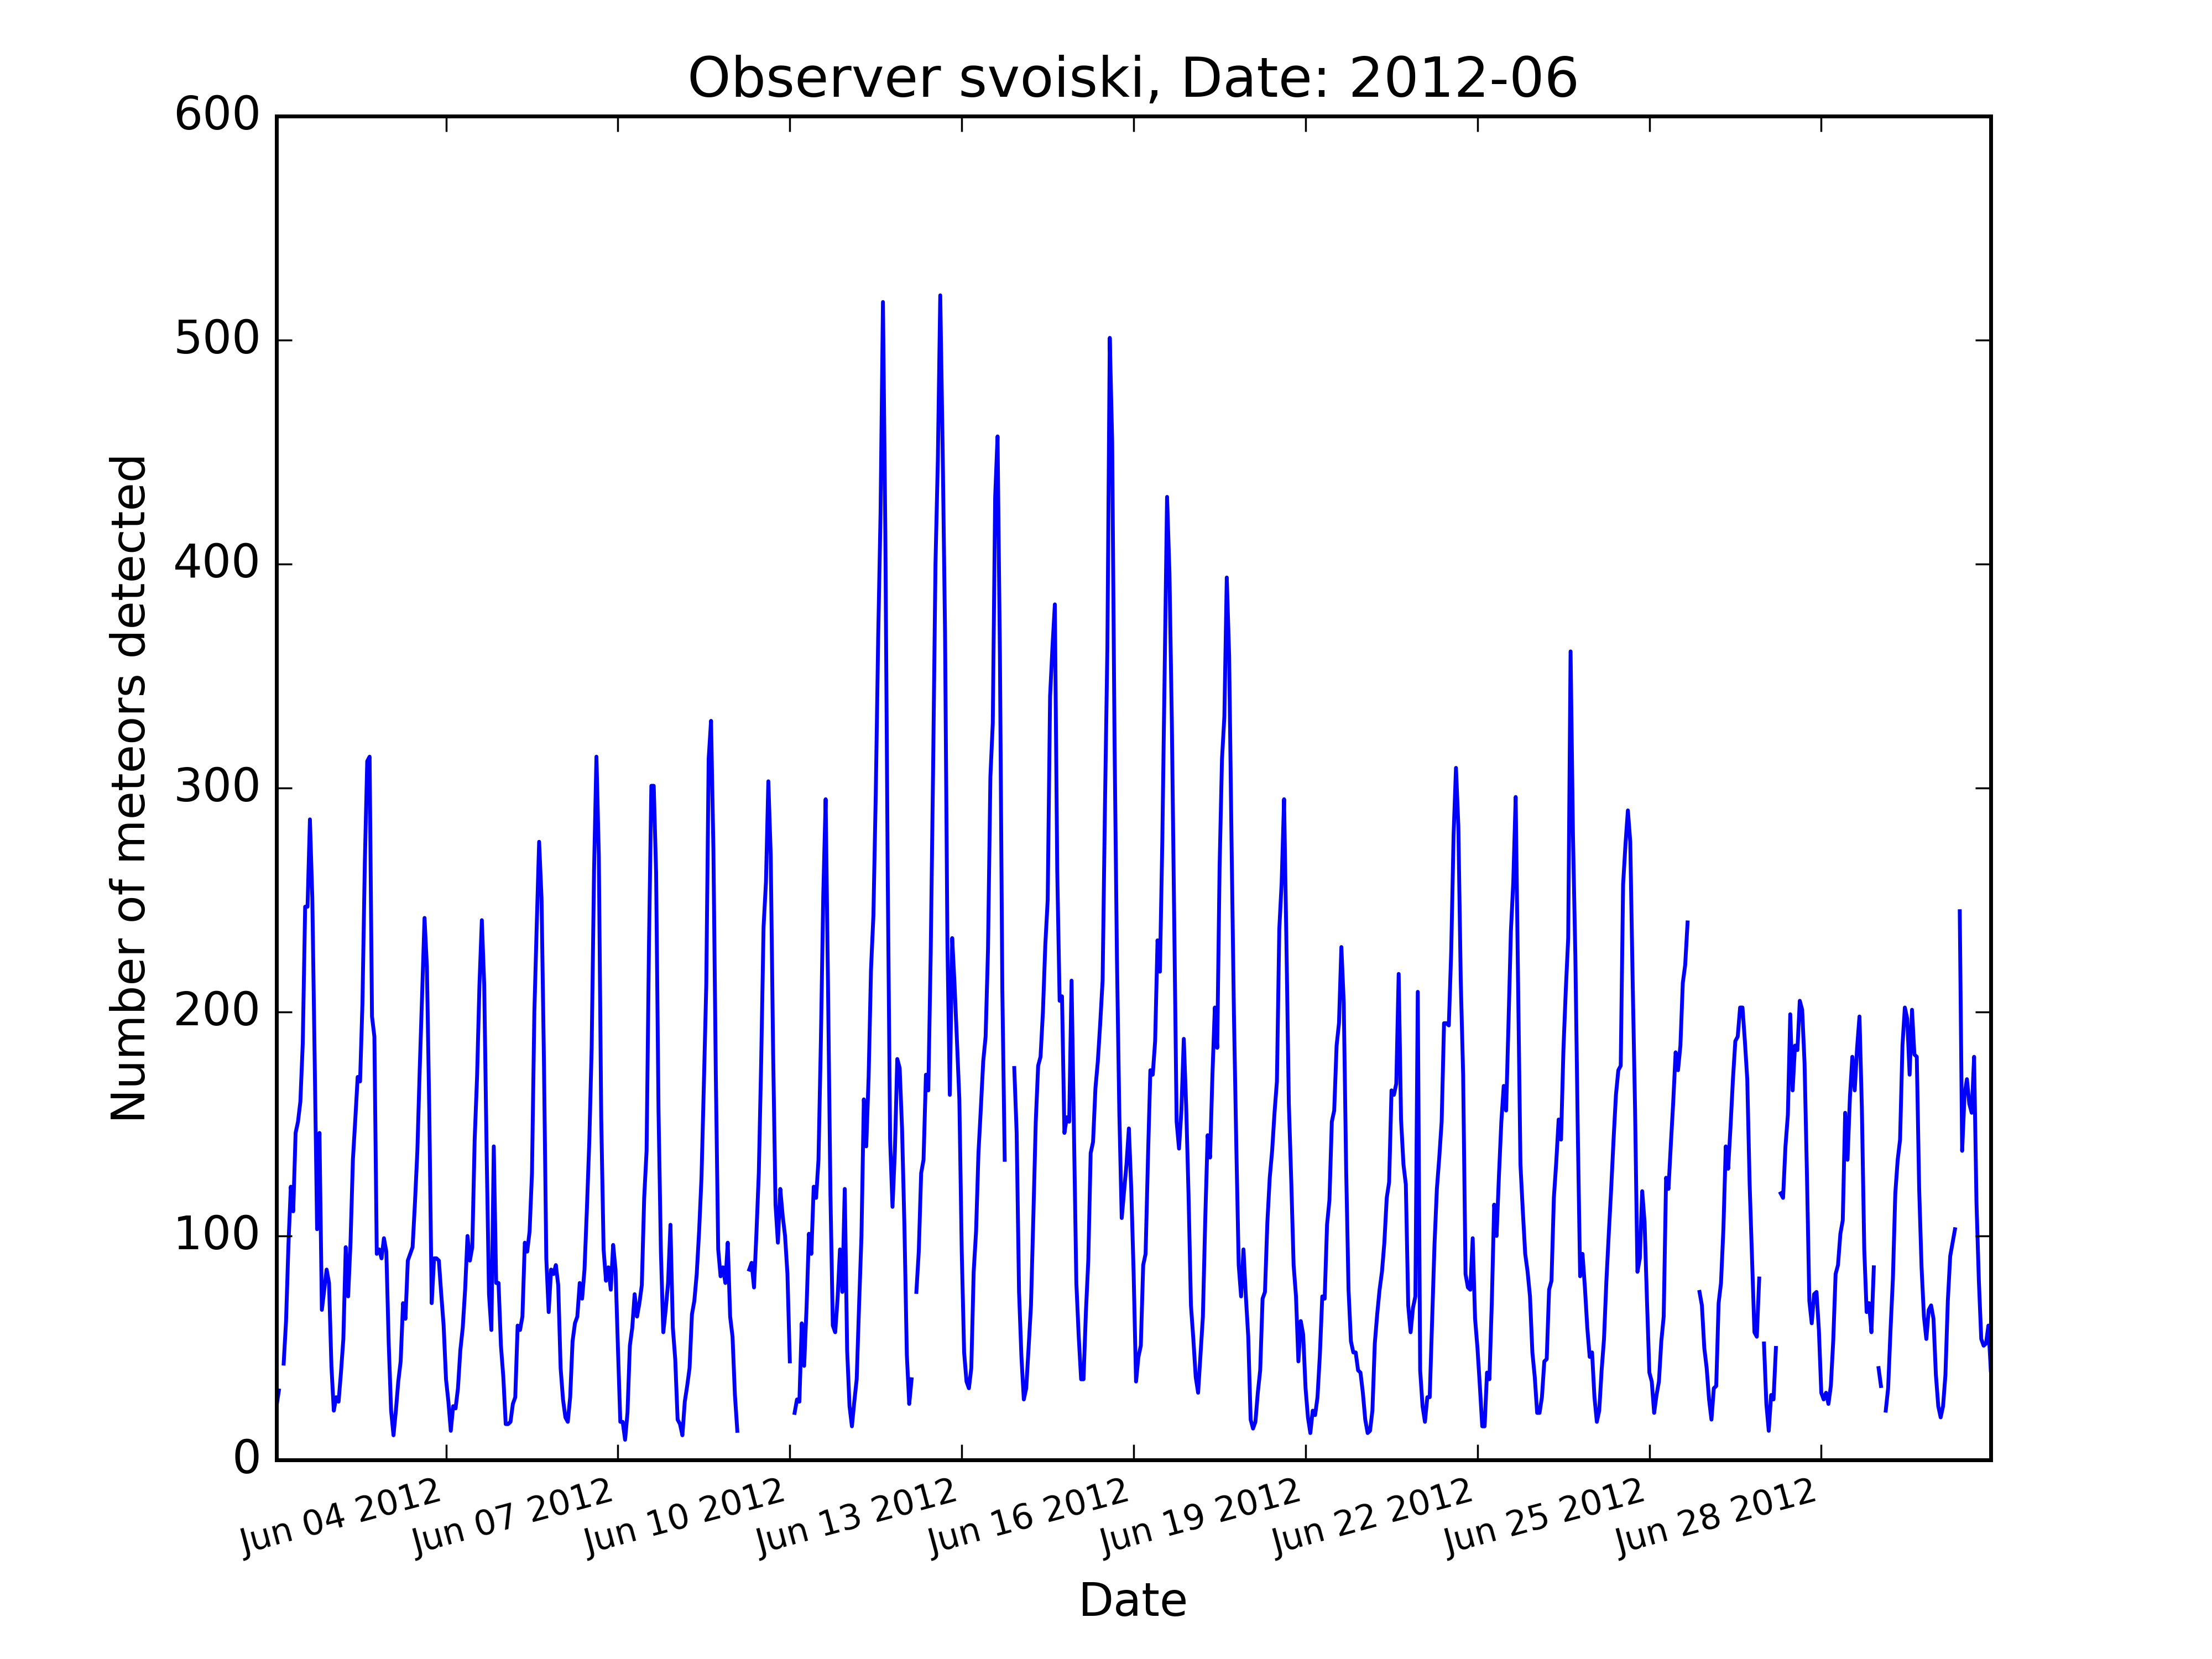 Observer svoiski, Date: 2012-06
600
500
400
300
200
100
0
Number of meteors detected
Jun 04 2012
Jun 07 2012
Jun 10 2012
Jun 13 2012
Jun 16 2012
Jun 19 2012
Jun 22 2012
Jun 25 2012
Jun 28 2012
Date